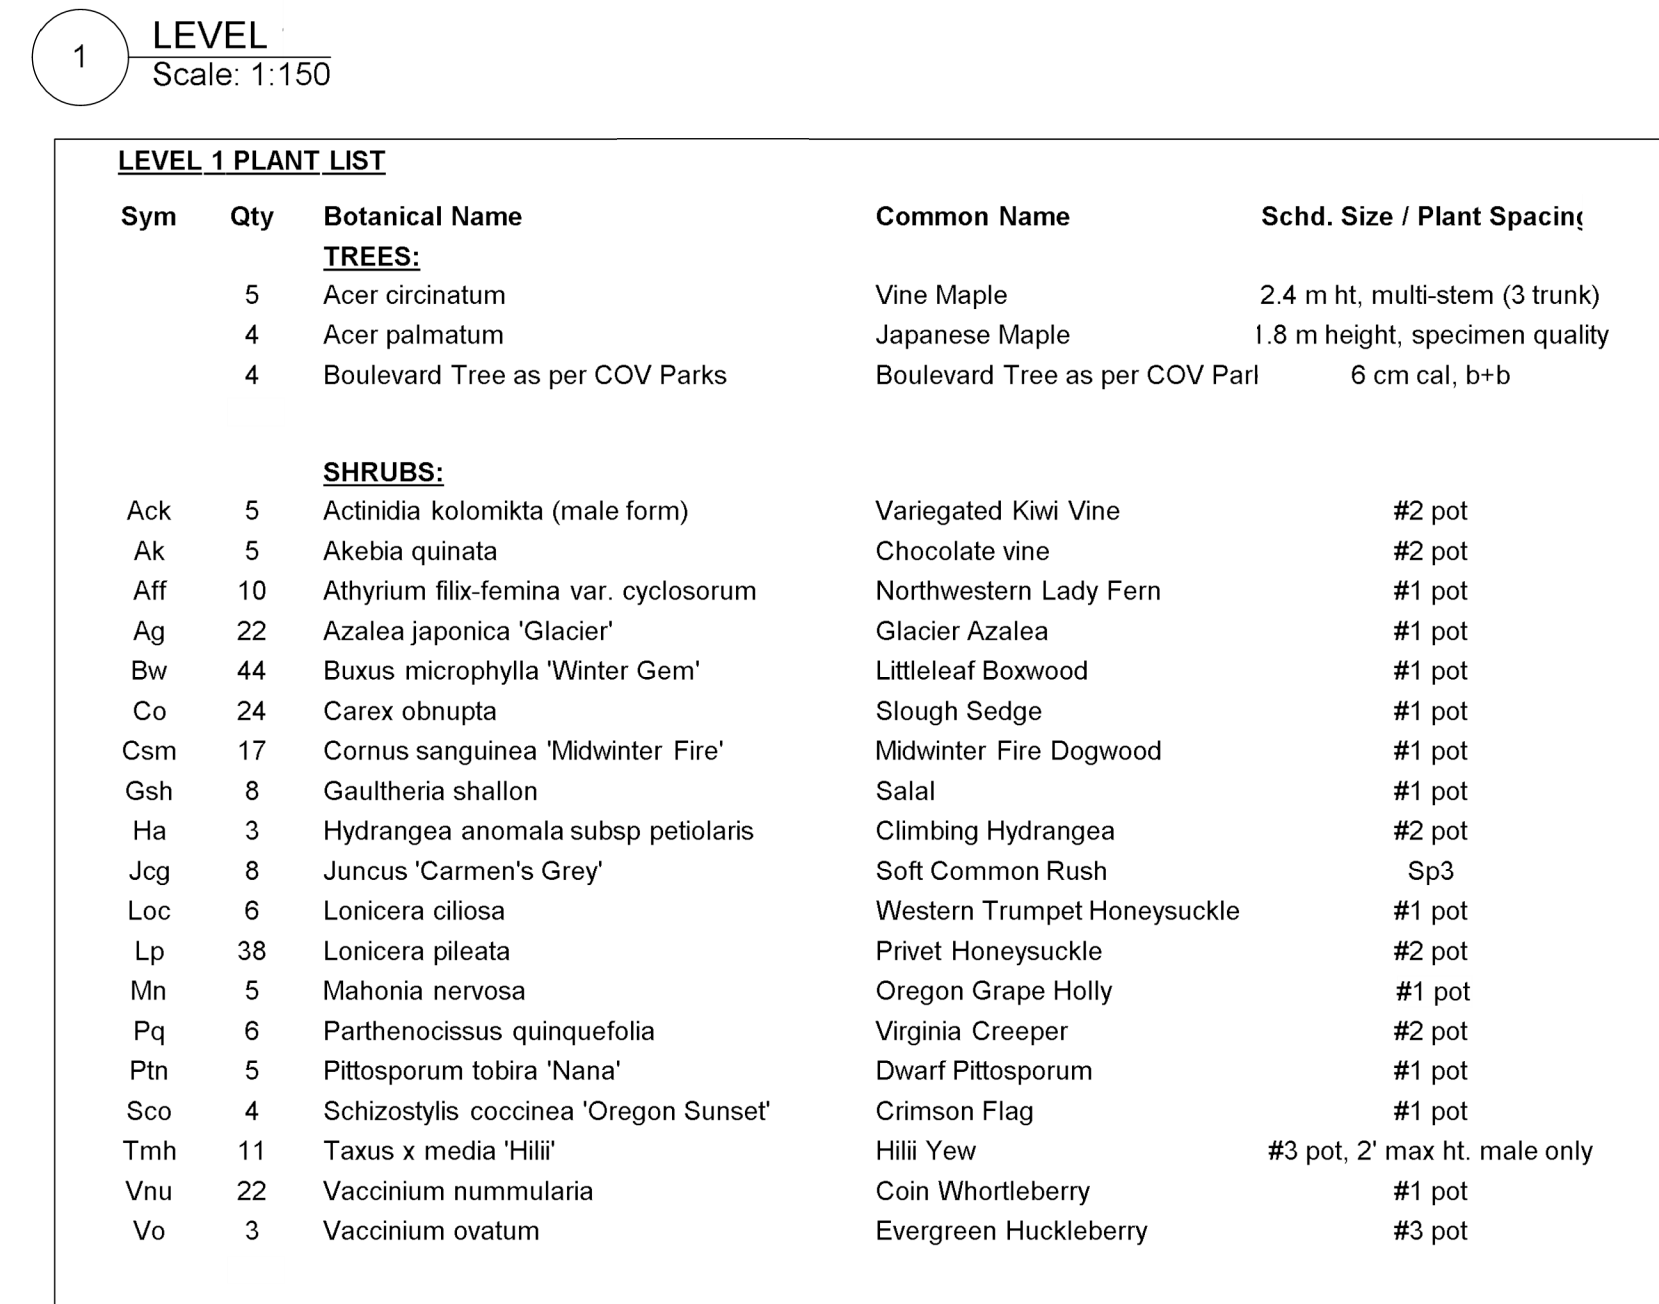 1
LEVEL
Scale: 1:150
LEVEL 1 PLANT LIST
Sym Qty Botanical Name Common Name Schd. Size / Plant Spacing
TREES:
5 Acer circinatum Vine Maple 2.4 m ht, multi-stem (3 trunk)
4 Acer palmatum Japanese Maple 1.8 m height, specimen quality
4 Boulevard Tree as per COV Parks Boulevard Tree as per COV Parl 6 cm cal, b+b
SHRUBS:
Ack 5 Actinidia kolomikta (male form) Variegated Kiwi Vine #2 pot
Ak 5 Akebia quinata Chocolate vine #2 pot
Aff 10 Athyrium filix-femina var. cyclosorum Northwestern Lady Fern #1 pot
Ag 22 Azalea japonica 'Glacier' Glacier Azalea #1 pot
Bw 44 Buxus microphylla 'Winter Gem' Littleleaf Boxwood #1 pot
Co 24 Carex obnupta Slough Sedge #1 pot
Csm 17 Cornus sanguinea 'Midwinter Fire' Midwinter Fire Dogwood #1 pot
Gsh 8 Gaultheria shallon Salal #1 pot
Ha 3 Hydrangea anomala subsp petiolaris Climbing Hydrangea #2 pot
Jcg 8 Juncus 'Carmen's Grey' Soft Common Rush Sp3
Loc 6 Lonicera ciliosa Western Trumpet Honeysuckle #1 pot
Lp 38 Lonicera pileata Privet Honeysuckle #2 pot
Mn 5 Mahonia nervosa Oregon Grape Holly #1 pot
Pq 6 Parthenocissus quinquefolia Virginia Creeper #2 pot
Ptn 5 Pittosporum tobira 'Nana' Dwarf Pittosporum #1 pot
Sco 4 Schizostylis coccinea 'Oregon Sunset' Crimson Flag #1 pot
Tmh 11 Taxus x media 'Hilii' Hilii Yew #3 pot, 2' max ht. male only
Vnu 22 Vaccinium nummularia Coin Whortleberry #1 pot
Vo 3 Vaccinium ovatum Evergreen Huckleberry #3 pot